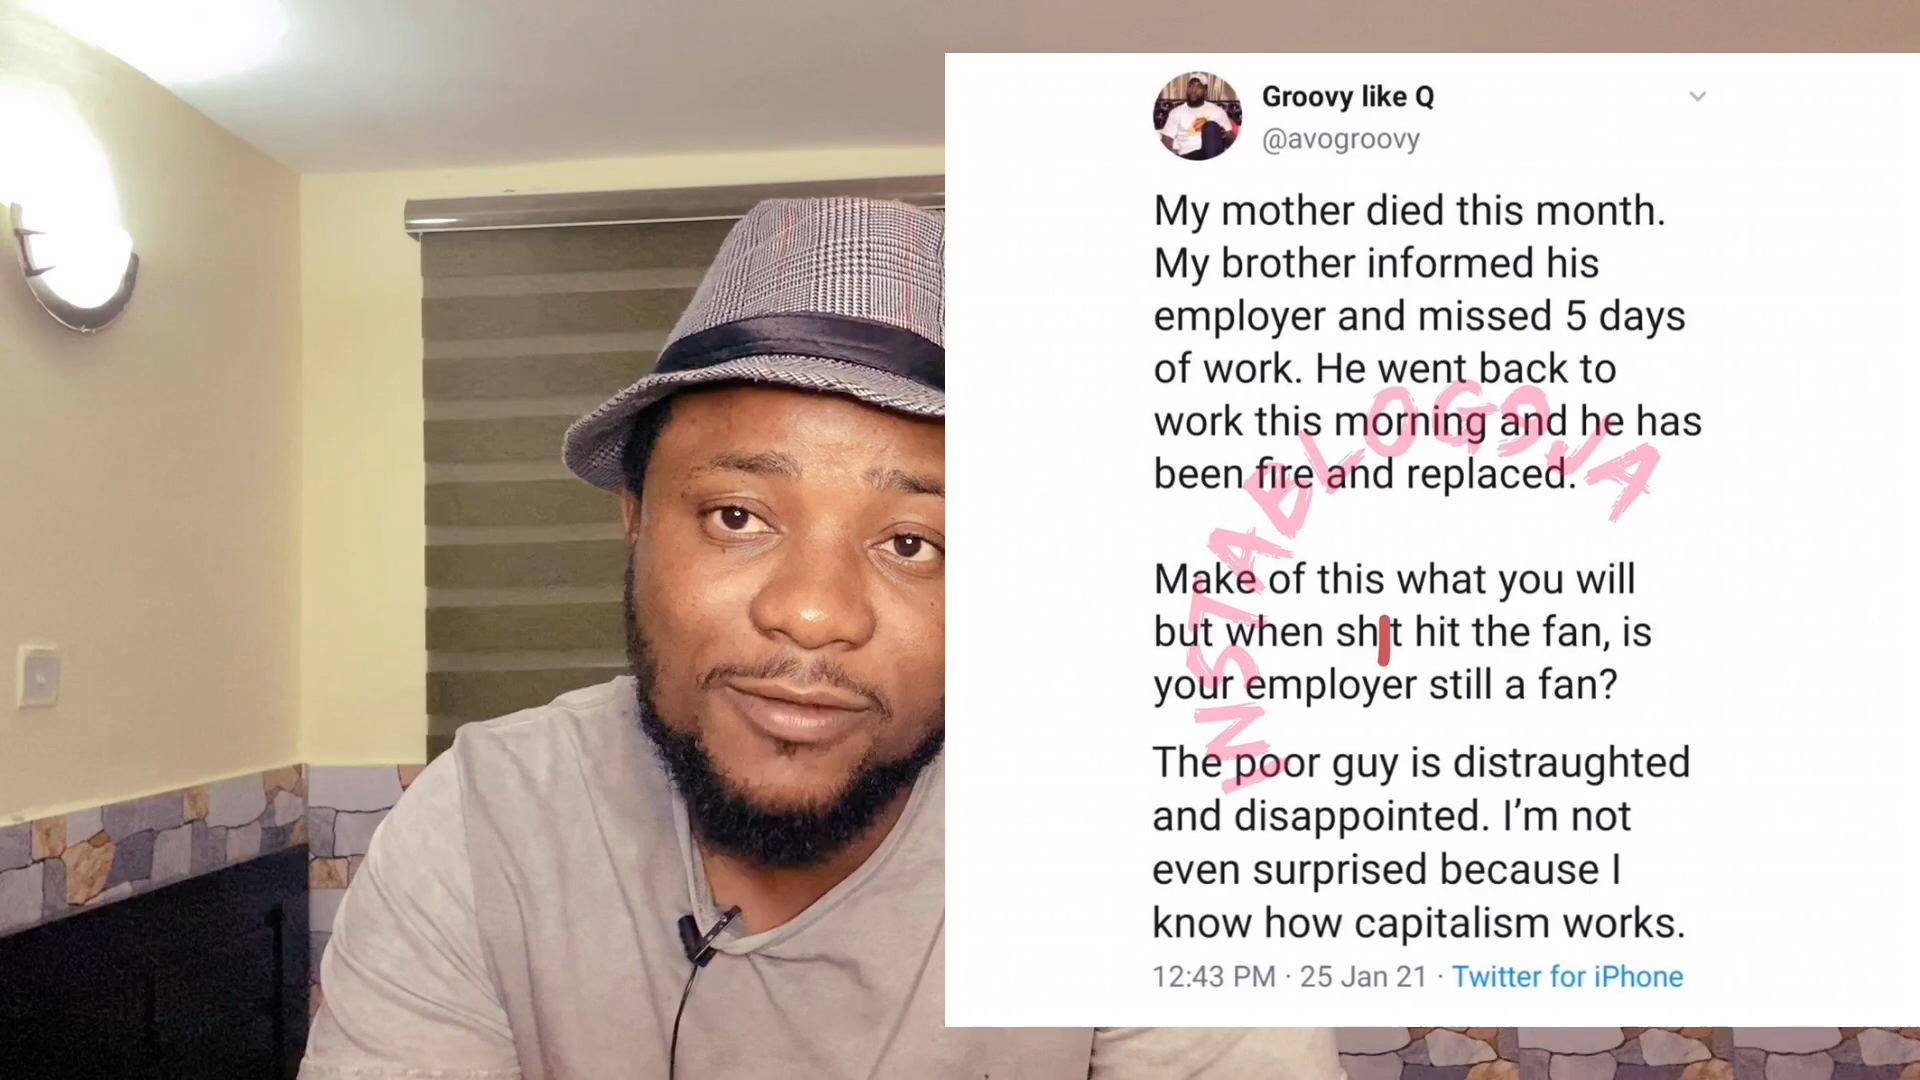 Groovy like Q
@avogroovy
My mother died this month.
My brother informed his
employer and missed 5 days
of work. He went back to
work this morning and he has
been fire and replaced.
Make of this what you will
but when sh|t hit the fan, is
your employer still a fan?
The poor guy is distraughted
and disappointed. I'm not
even surprised because I
know how capitalism works.
12:43 PM · 25 Jan 21 · Twitter for iPhone
INSTABLOG9JA